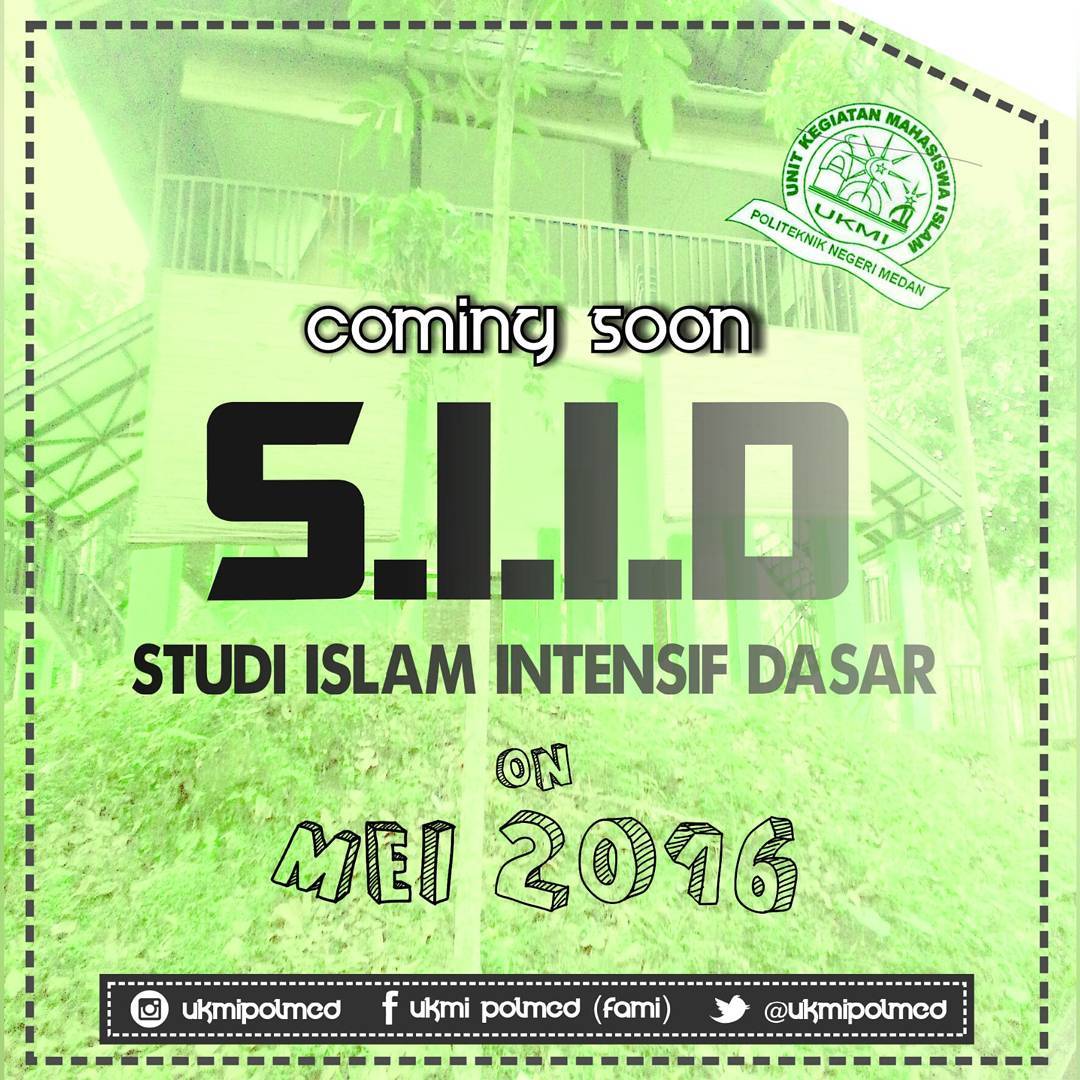 UNIT KEGIATAN MAHASISWA ISLAM
UKMI
POLITEKNIK NEGERI MEDAN
coming soon
S.I.I.D
STUDI ISLAM INTENSIF DASAR
ON
MEI 2016
ukmipolmed
ukmi polmed (fami)
@ukmipolmed